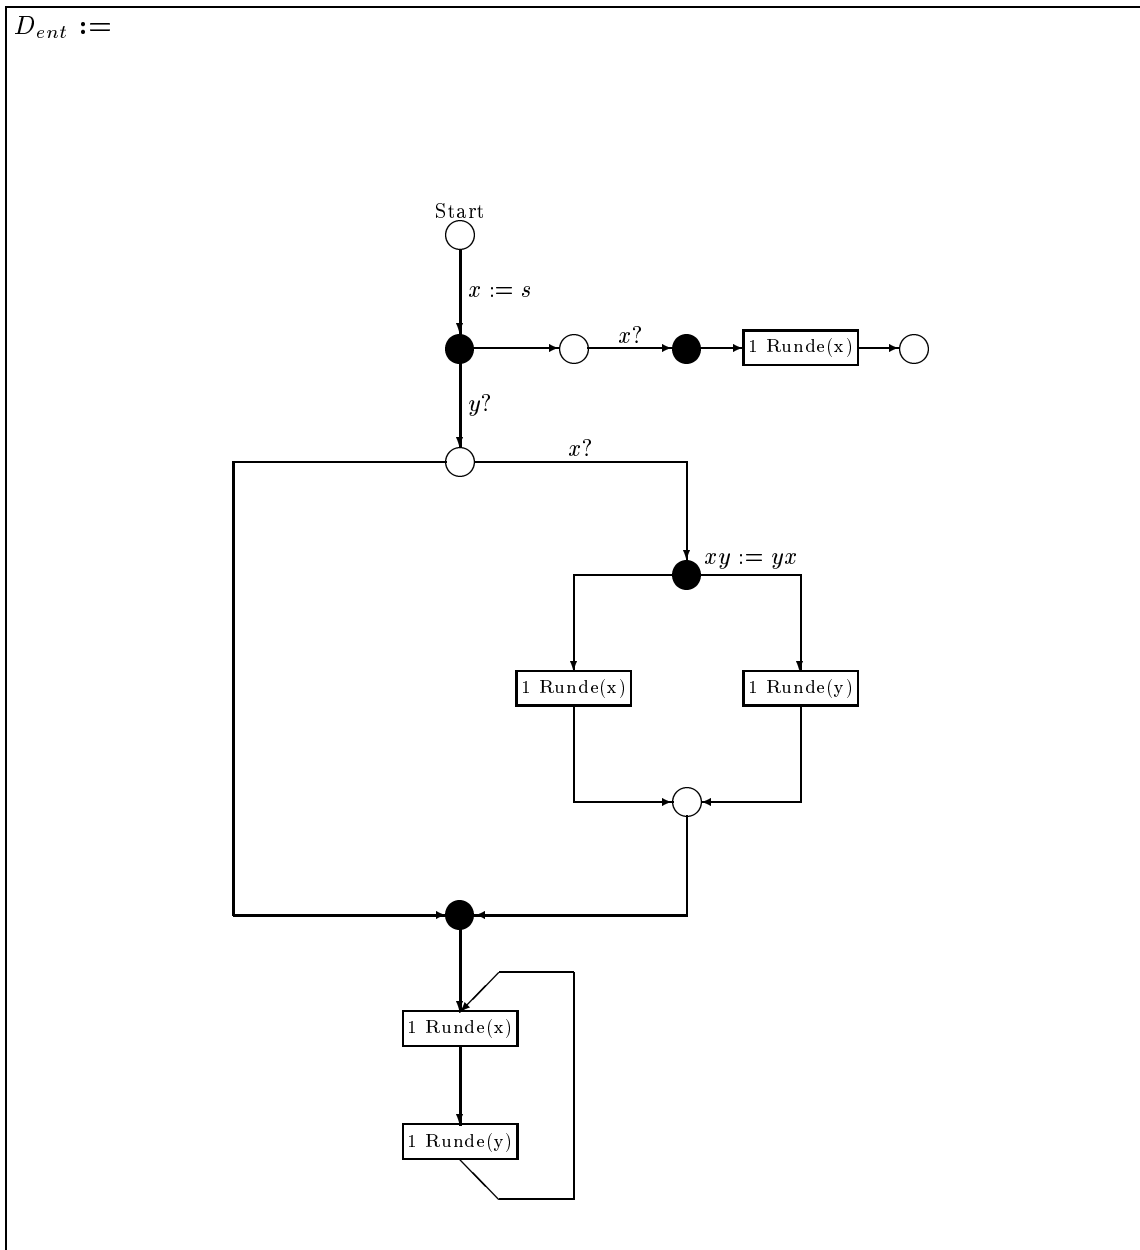 D_ent :=
Start
x := s
x?
1 Runde(x)
y?
x?
xy := yx
1 Runde(x)
1 Runde(y)
1 Runde(x)
1 Runde(y)